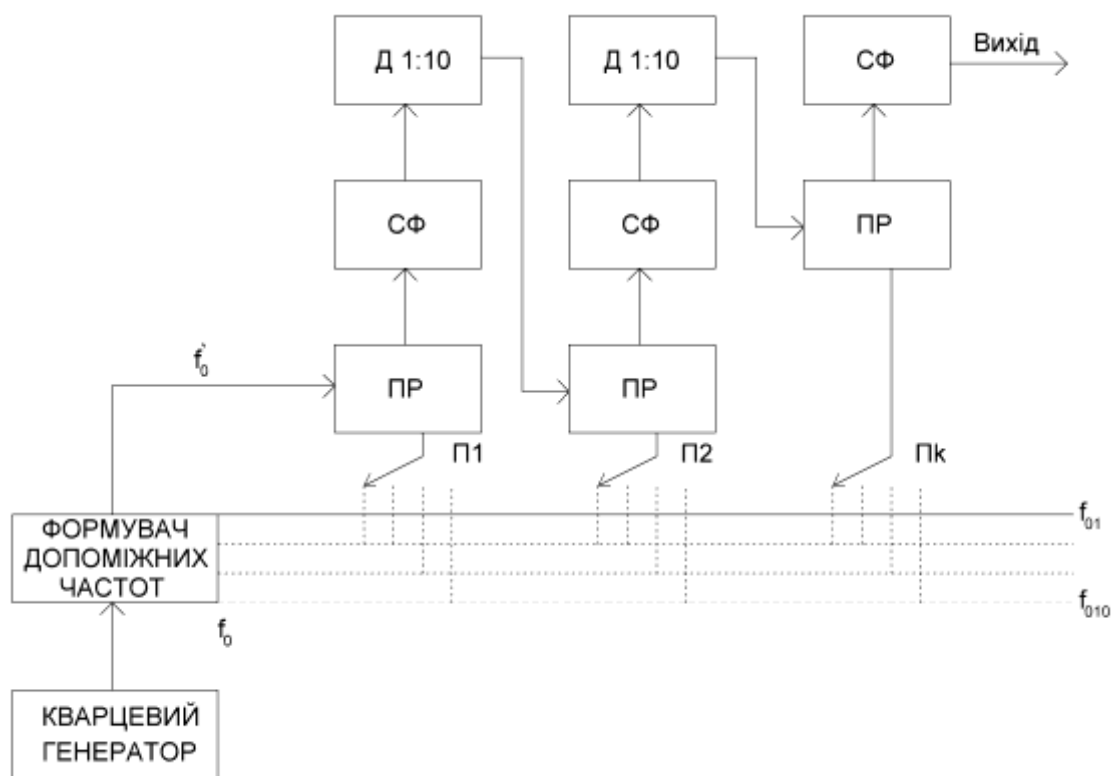 Д 1:10
Д 1:10
СФ
Вихід
СФ
СФ
ПР
f`0
ПР
ПР
П1
П2
Пk
ФОРМУВАЧ
ДОПОМІЖНИХ
ЧАСТОТ
f01
f010
f0
КВАРЦЕВИЙ
ГЕНЕРАТОР